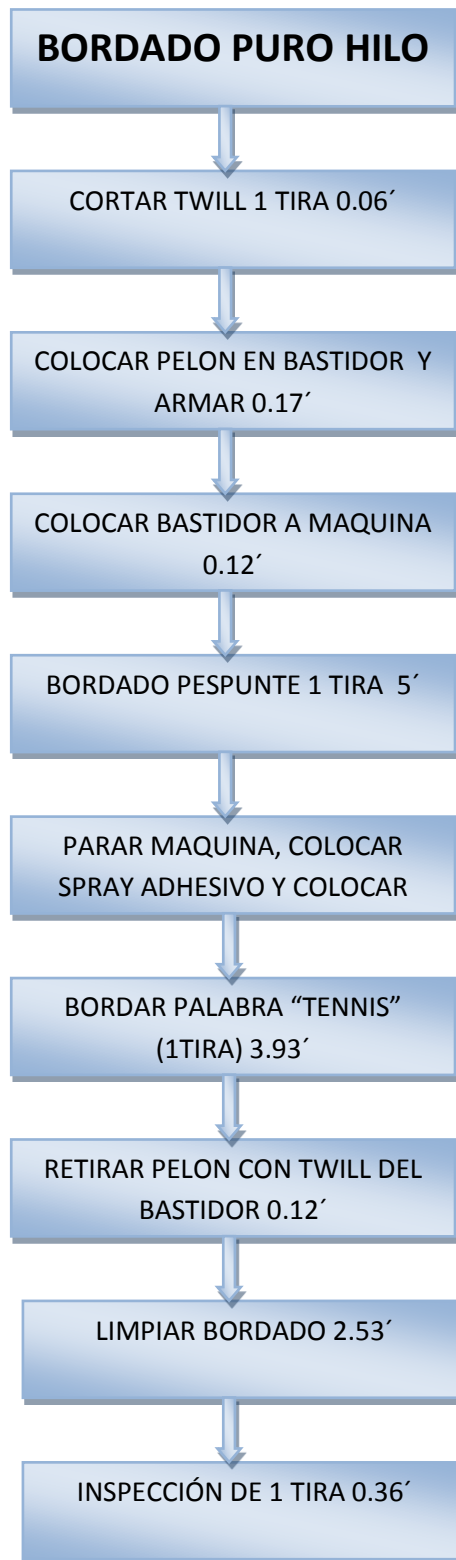 BORDADO PURO HILO
CORTAR TWILL 1 TIRA 0.06´
COLOCAR PELON EN BASTIDOR Y
ARMAR 0.17´
COLOCAR BASTIDOR A MAQUINA
0.12´
BORDADO PESPUNTE 1 TIRA 5´
PARAR MAQUINA, COLOCAR
SPRAY ADHESIVO Y COLOCAR
BORDAR PALABRA “TENNIS”
(1TIRA) 3.93´
RETIRAR PELON CON TWILL DEL
BASTIDOR 0.12´
LIMPIAR BORDADO 2.53´
INSPECCIÓN DE 1 TIRA 0.36´